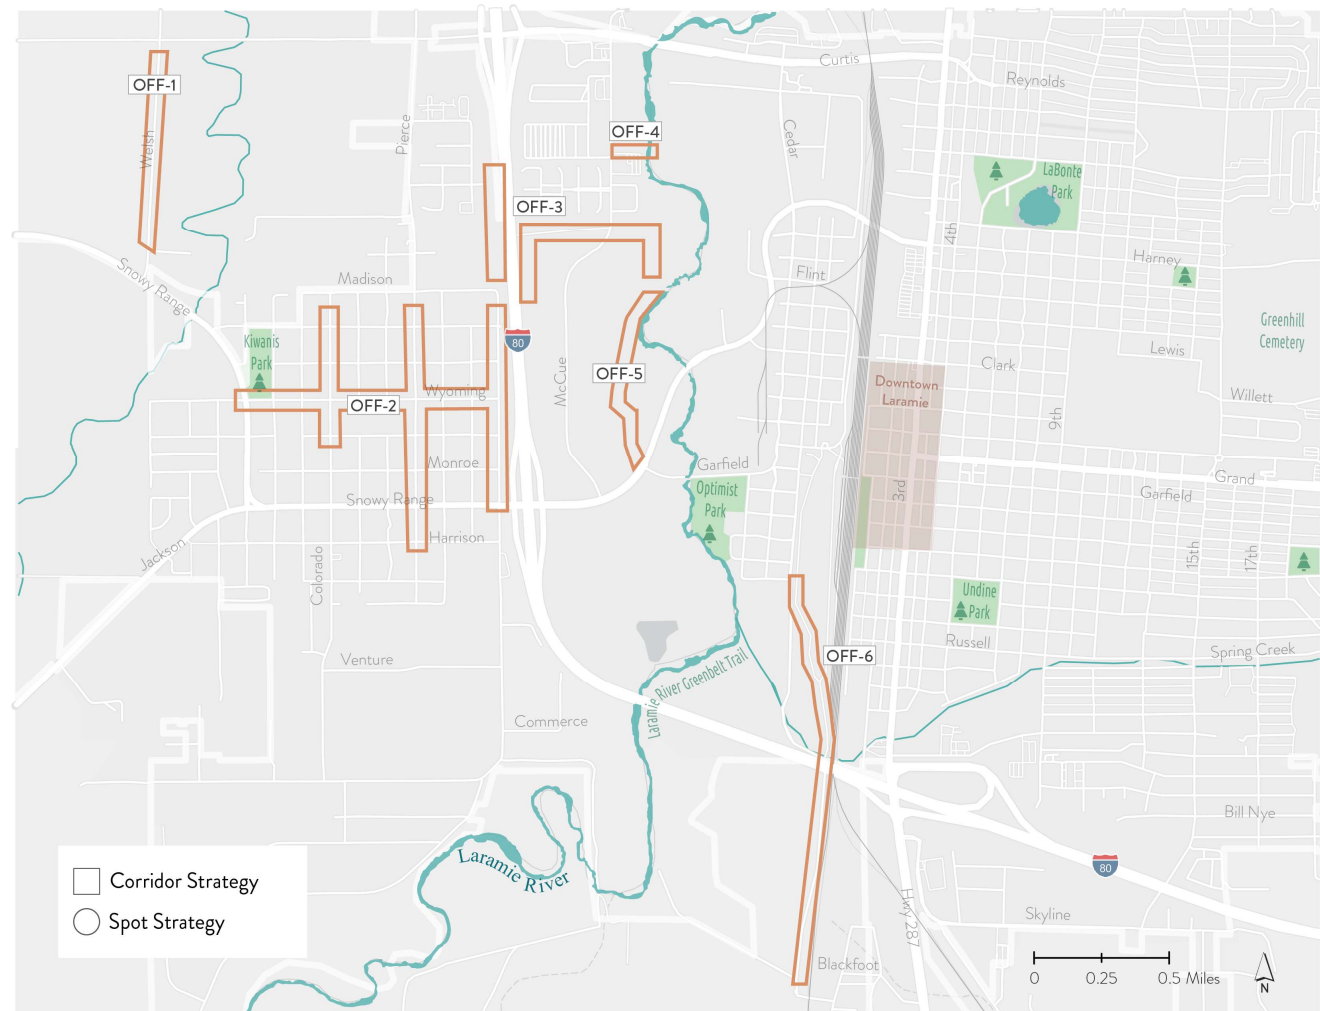 Curtis
Reynolds
OFF-1
Welsh
Pierce
OFF-4
Cedar
LaBonte
Park
OFF-3
4th
Harney
Snowy Range
Madison
Flint
80
Kiwanis
Park
Greenhill
Cemetery
Lewis
Clark
McCue
OFF-5
Downtown
Laramie
Wyoming
OFF-2
Willett
9th
Monroe
Garfield
Grand
Snowy Range
Optimist
Park
3rd
Garfield
Harrison
Jackson
Colorado
15th
17th
Undine
Park
Russell
Venture
OFF-6
Spring Creek
Laramie River Greenbelt Trail
Commerce
Bill Nye
Laramie River
80
Corridor Strategy
Spot Strategy
Hwy 287
Skyline
Blackfoot
0 0.25 0.5 Miles
N